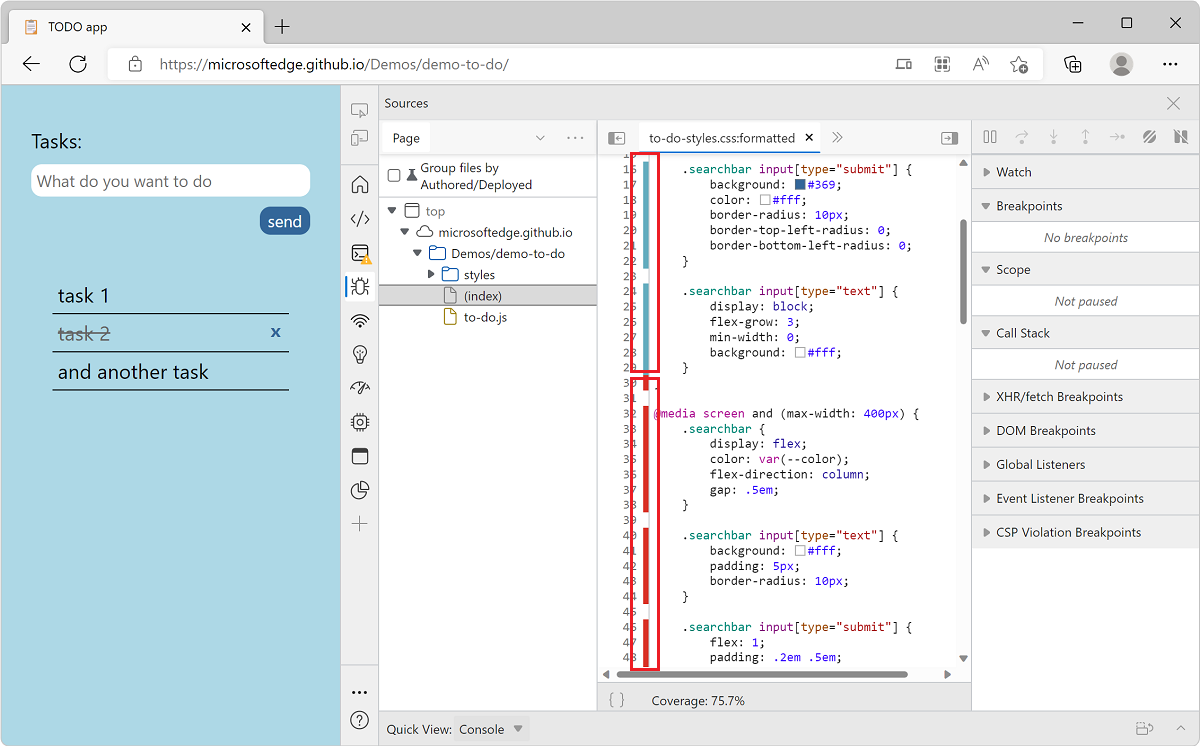 TODO app
https://microsoftedge.github.io/Demos/demo-to-do/
Tasks:
What do you want to do
send
task 1
task 2
x
and another task
Sources
Page
Group files by
Authored/Deployed
top
microsoftedge.github.io
Demos/demo-to-do
styles
(index)
to-do.js
to-do-styles.css:formatted
16 .searchbar input[type="submit"] {
17 background: #369;
18 color: #fff;
19 border-radius: 10px;
20 border-top-left-radius: 0;
21 border-bottom-left-radius: 0;
22 }
23
24 .searchbar input[type="text"] {
25 display: block;
26 flex-grow: 3;
27 min-width: 0;
28 background: #fff;
29 }
30
31
32 @media screen and (max-width: 400px) {
33 .searchbar {
34 display: flex;
35 color: var(--color);
36 flex-direction: column;
37 gap: .5em;
38 }
39
40 .searchbar input[type="text"] {
41 background: #fff;
42 padding: 5px;
43 border-radius: 10px;
44 }
45
46 .searchbar input[type="submit"] {
47 flex: 1;
48 padding: .2em .5em;
{ } Coverage: 75.7%
Watch
Breakpoints
No breakpoints
Scope
Not paused
Call Stack
Not paused
XHR/fetch Breakpoints
DOM Breakpoints
Global Listeners
Event Listener Breakpoints
CSP Violation Breakpoints
Quick View: Console